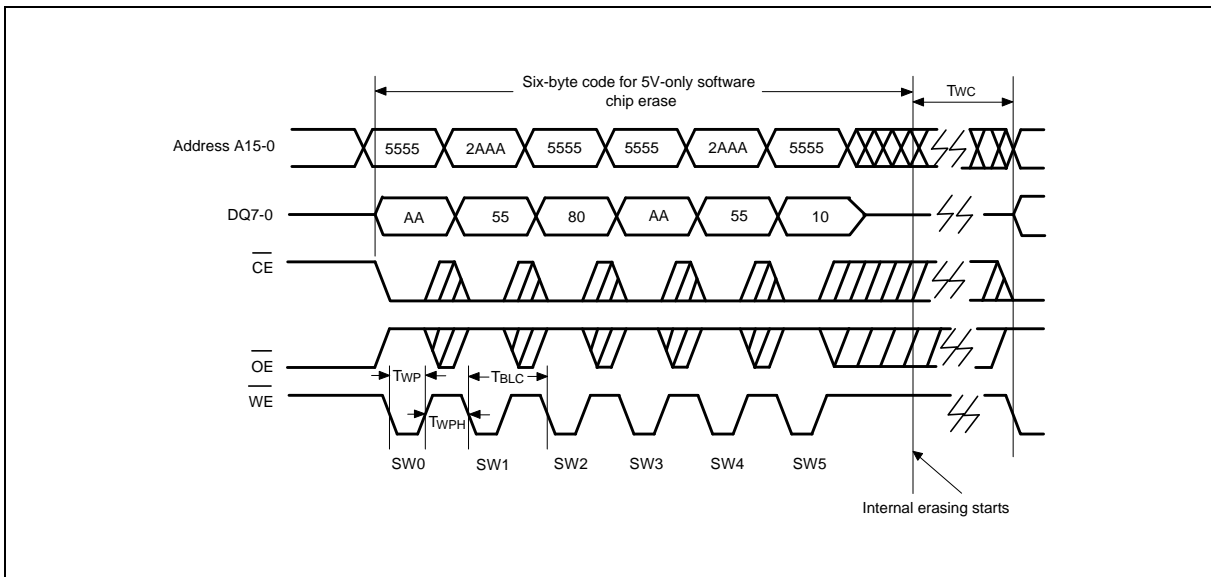 Six-byte code for 5V-only software
chip erase
TWC
Address A15-0
5555
2AAA
5555
5555
2AAA
5555
DQ7-0
AA
55
80
AA
55
10
CE
OE
TWP
TBLC
WE
TWPH
SW0
SW1
SW2
SW3
SW4
SW5
Internal erasing starts